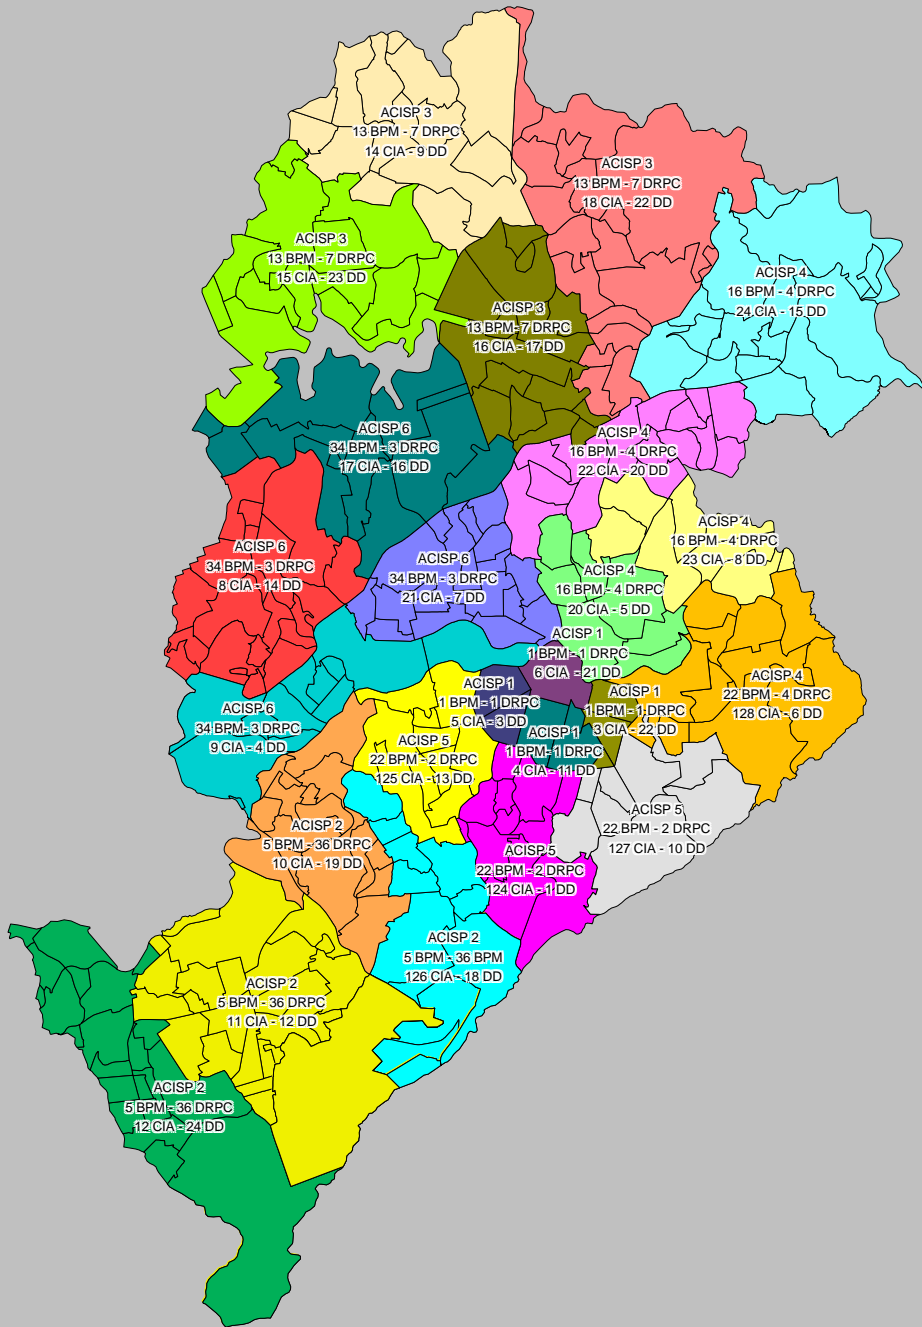 ACISP 3
13 BPM - 7 DRPC
14 CIA - 9 DD
ACISP 3
13 BPM - 7 DRPC
18 CIA - 22 DD
ACISP 3
13 BPM - 7 DRPC
15 CIA - 23 DD
ACISP 4
16 BPM - 4 DRPC
24 CIA - 15 DD
ACISP 3
13 BPM - 7 DRPC
16 CIA - 17 DD
ACISP 6
34 BPM - 3 DRPC
17 CIA - 16 DD
ACISP 4
16 BPM - 4 DRPC
22 CIA - 20 DD
ACISP 4
16 BPM - 4 DRPC
23 CIA - 8 DD
ACISP 6
34 BPM - 3 DRPC
8 CIA - 14 DD
ACISP 6
34 BPM - 3 DRPC
21 CIA - 7 DD
ACISP 4
16 BPM - 4 DRPC
20 CIA - 5 DD
ACISP 1
1 BPM - 1 DRPC
6 CIA - 21 DD
ACISP 4
22 BPM - 4 DRPC
128 CIA - 6 DD
ACISP 1
1 BPM - 1 DRPC
5 CIA - 3 DD
ACISP 1
1 BPM - 1 DRPC
3 CIA - 22 DD
ACISP 6
34 BPM - 3 DRPC
9 CIA - 4 DD
ACISP 1
1 BPM - 1 DRPC
4 CIA - 11 DD
ACISP 5
22 BPM - 2 DRPC
125 CIA - 13 DD
ACISP 5
22 BPM - 2 DRPC
127 CIA - 10 DD
ACISP 2
5 BPM - 36 DRPC
10 CIA - 19 DD
ACISP 5
22 BPM - 2 DRPC
124 CIA - 1 DD
ACISP 2
5 BPM - 36 BPM
126 CIA - 18 DD
ACISP 2
5 BPM - 36 DRPC
11 CIA - 12 DD
ACISP 2
5 BPM - 36 DRPC
12 CIA - 24 DD